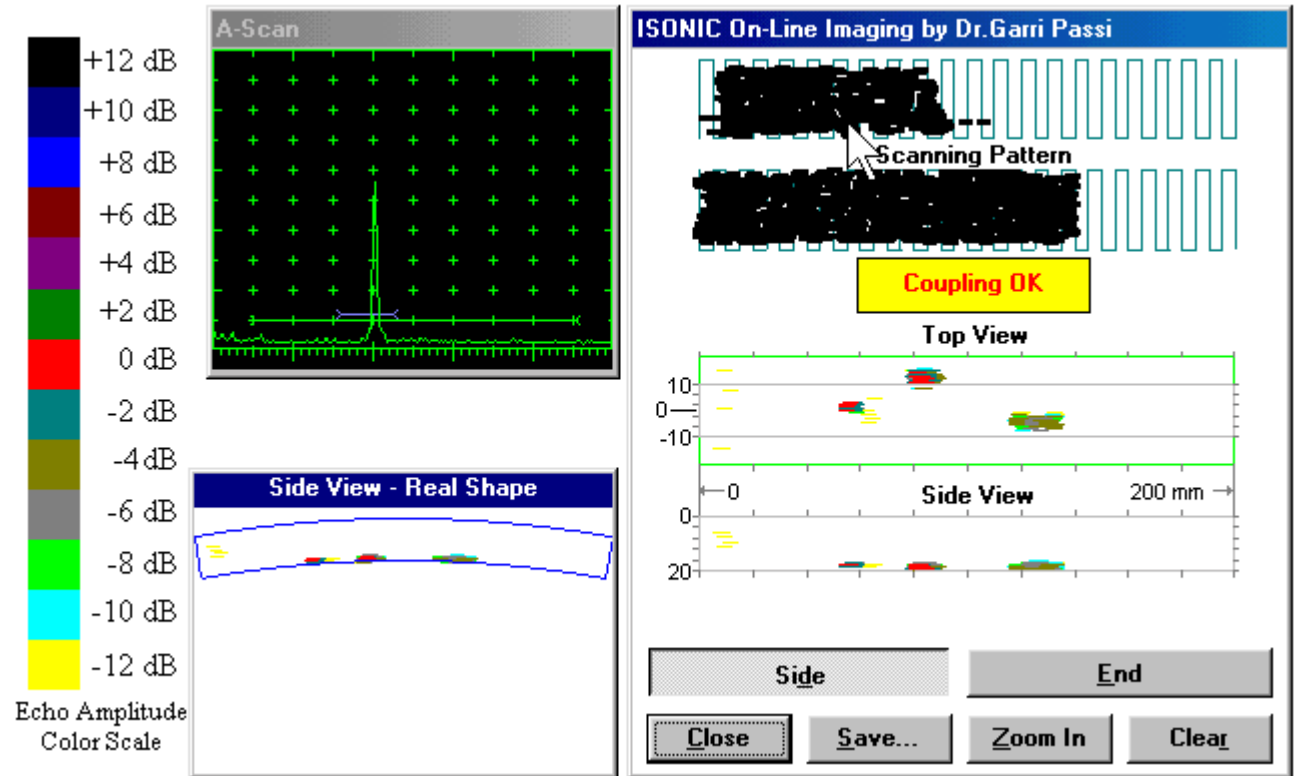 +12 dB
+10 dB
+8 dB
+6 dB
+4 dB
+2 dB
0 dB
-2 dB
-4dB
-6 dB
-8 dB
-10 dB
-12 dB
Echo Amplitude
Color Scale
A-Scan
Side View - Real Shape
ISONIC On-Line Imaging by Dr.Garri Passi
Scanning Pattern
Coupling OK
Top View
10
0
-10
0 Side View 200 mm
0
20
Side End
Close Save... Zoom In Clear